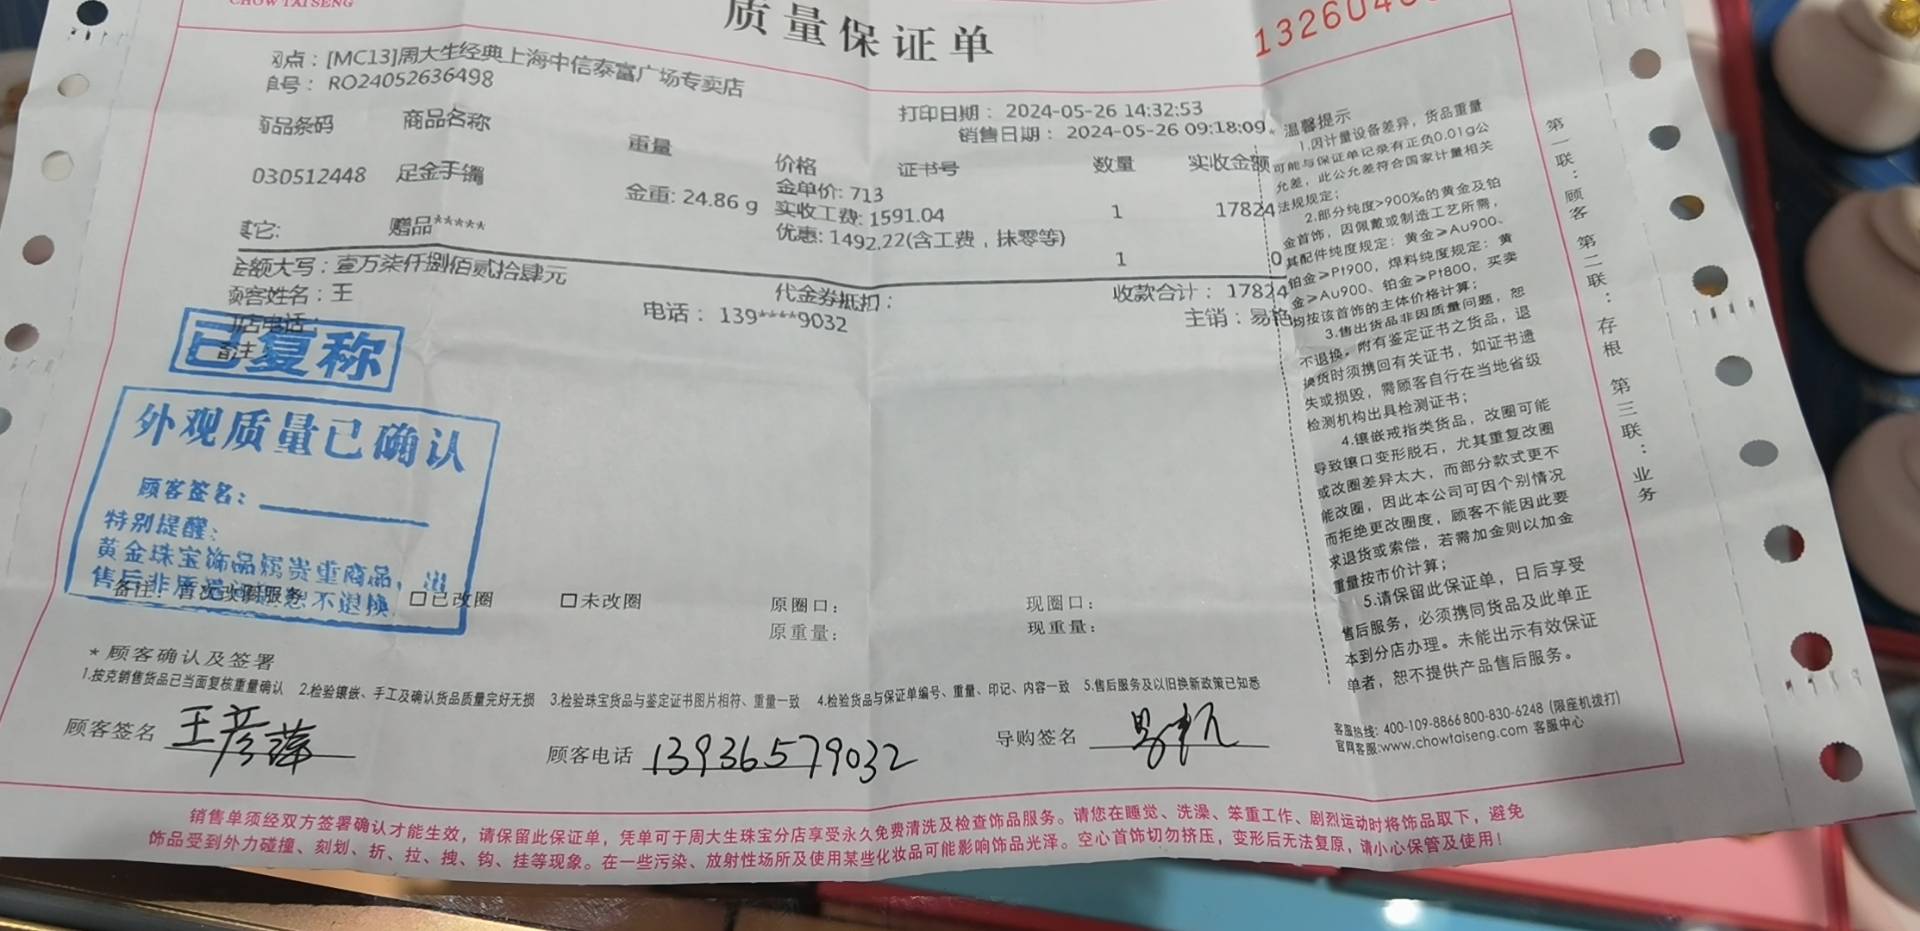 CHOW TAI SENG
质量保证单
点：[MC13]周大生经典上海中信泰富广场专卖店
单号： RO24052636498
打印日期： 2024-05-26 14:32:53
销售日期： 2024-05-26 09:18:09
商品条码 商品名称 重量 价格 证书号 数量 实收金额
030512448 足金手镯 金重: 24.86 g 金单价: 713
实收工费: 1591.04 1 17824
优惠: 1492.22(含工费，抹零等)
其它: 赠品***** 1 0
金额大写：壹万柒仟捌佰贰拾肆元
代金券抵扣： 收款合计： 17824
顾客姓名：王 电话： 139****9032 主销：易艳
门店电话：
备注
已复称
外观质量已确认
顾客签名：
特别提醒：
黄金珠宝饰品属贵重商品，出
售后非质量问题恕不退换
备注：首次改圈服务 □已改圈 □未改圈 原圈口： 现圈口：
原重量： 现重量：
*顾客确认及签署
1.按克销售货品已当面复核重量确认 2.检验镶嵌、手工及确认货品质量完好无损 3.检验珠宝货品与鉴定证书图片相符、重量一致 4.检验货品与保证单编号、重量、印记、内容一致 5.售后服务及以旧换新政策已知悉
顾客签名 王彦萍 顾客电话 13936579032 导购签名
温馨提示
1.因计量设备差异，货品重量
可能与保证单记录有正负0.01g公
允差，此公允差符合国家计量相关
法规规定；
2.部分纯度>900‰的黄金及铂
金首饰，因佩戴或制造工艺所需，
其配件纯度规定：黄金≥Au900、
铂金≥Pt900，焊料纯度规定：黄
金≥Au900、铂金≥Pt800，买卖
均按该首饰的主体价格计算；
3.售出货品非因质量问题，恕
不退换。附有鉴定证书之货品，退
换货时须携回有关证书，如证书遗
失或损毁，需顾客自行在当地省级
检测机构出具检测证书；
4.镶嵌戒指类货品，改圈可能
导致镶口变形脱石，尤其重复改圈
或改圈差异太大，而部分款式更不
能改圈，因此本公司可因个别情况
而拒绝更改圈度，顾客不能因此要
求退货或索偿，若需加金则以加金
重量按市价计算；
5.请保留此保证单，日后享受
售后服务，必须携同货品及此单正
本到分店办理。未能出示有效保证
单者，恕不提供产品售后服务。
客服热线：400-109-8866 800-830-6248 (限座机拨打)
官网客服:www.chowtaiseng.com 客服中心
第一联：顾客 第二联：存根 第三联：业务
销售单须经双方签署确认才能生效，请保留此保证单，凭单可于周大生珠宝分店享受永久免费清洗及检查饰品服务。请您在睡觉、洗澡、笨重工作、剧烈运动时将饰品取下，避免
饰品受到外力碰撞、刻划、折、拉、拽、钩、挂等现象。在一些污染、放射性场所及使用某些化妆品可能影响饰品光泽。空心首饰切勿挤压，变形后无法复原，请小心保管及使用！